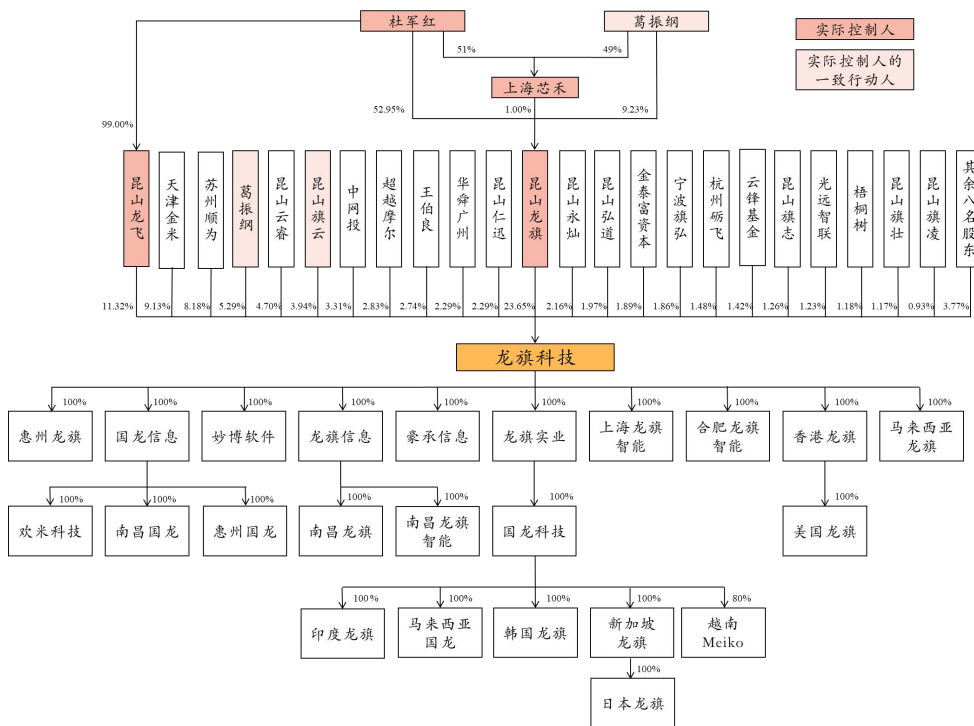 杜军红
葛振纲
实际控制人
51%
49%
实际控制人的
一致行动人
上海芯禾
52.95%
1.00%
9.23%
99.00%
昆山龙飞
天津金米
苏州顺为
葛振纲
昆山云睿
昆山旗云
中网投
超越摩尔
王伯良
华舜广州
昆山仁迅
昆山龙旗
昆山永灿
昆山弘道
金泰富资本
宁波旗弘
杭州砺飞
云锋基金
昆山旗志
光远智联
梧桐树
昆山旗壮
昆山旗凌
其余八名股东
11.32%
9.13%
8.18%
5.29%
4.70%
3.94%
3.31%
2.83%
2.74%
2.29%
2.29%
23.65%
2.16%
1.97%
1.89%
1.86%
1.48%
1.42%
1.26%
1.23%
1.18%
1.17%
0.93%
3.77%
龙旗科技
100%
100%
100%
100%
100%
100%
100%
100%
100%
100%
惠州龙旗
国龙信息
妙博软件
龙旗信息
豪承信息
龙旗实业
上海龙旗
智能
合肥龙旗
智能
香港龙旗
马来西亚
龙旗
100%
100%
100%
100%
100%
100%
100%
欢米科技
南昌国龙
惠州国龙
南昌龙旗
南昌龙旗
智能
国龙科技
美国龙旗
100%
100%
100%
100%
80%
印度龙旗
马来西亚
国龙
韩国龙旗
新加坡
龙旗
越南
Meiko
100%
日本龙旗